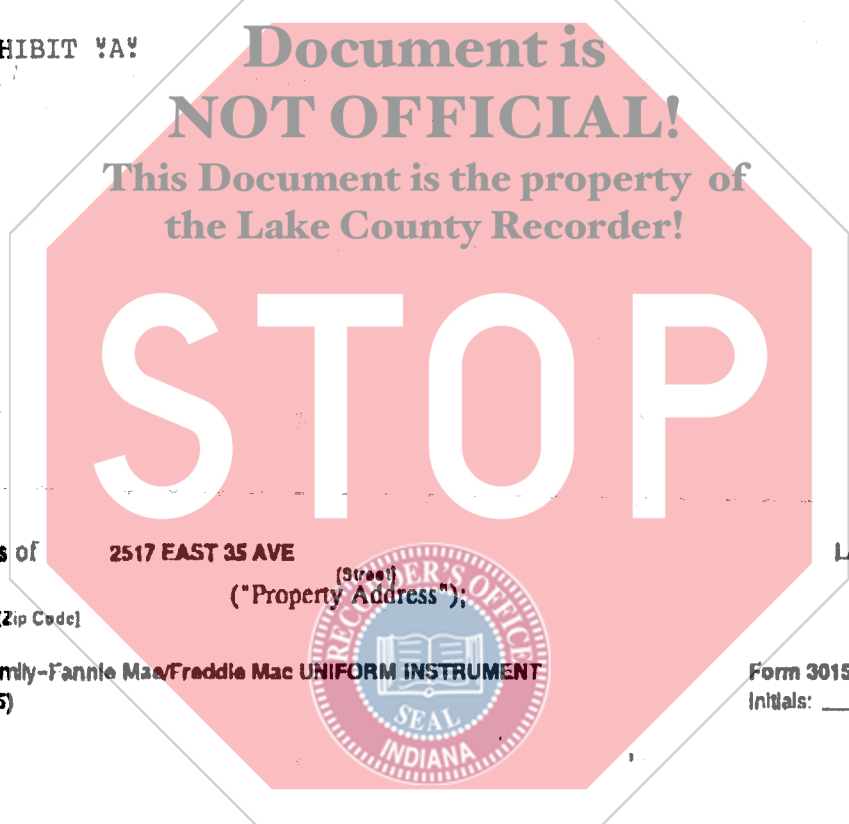 HIBIT "A"
Document is
NOT OFFICIAL!
This Document is the property of
the Lake County Recorder!
STOP
s of 2517 EAST 35 AVE L
[Street]
("Property Address");
[Zip Code]
mily-Fannie Mae/Freddie Mac UNIFORM INSTRUMENT Form 3015
5) Initials:
RECORDER'S OFFICE
SEAL
INDIANA